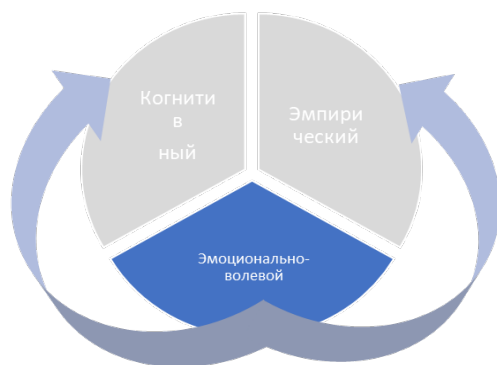 Когнити
в
ный
Эмпири
ческий
Эмоционально-
волевой